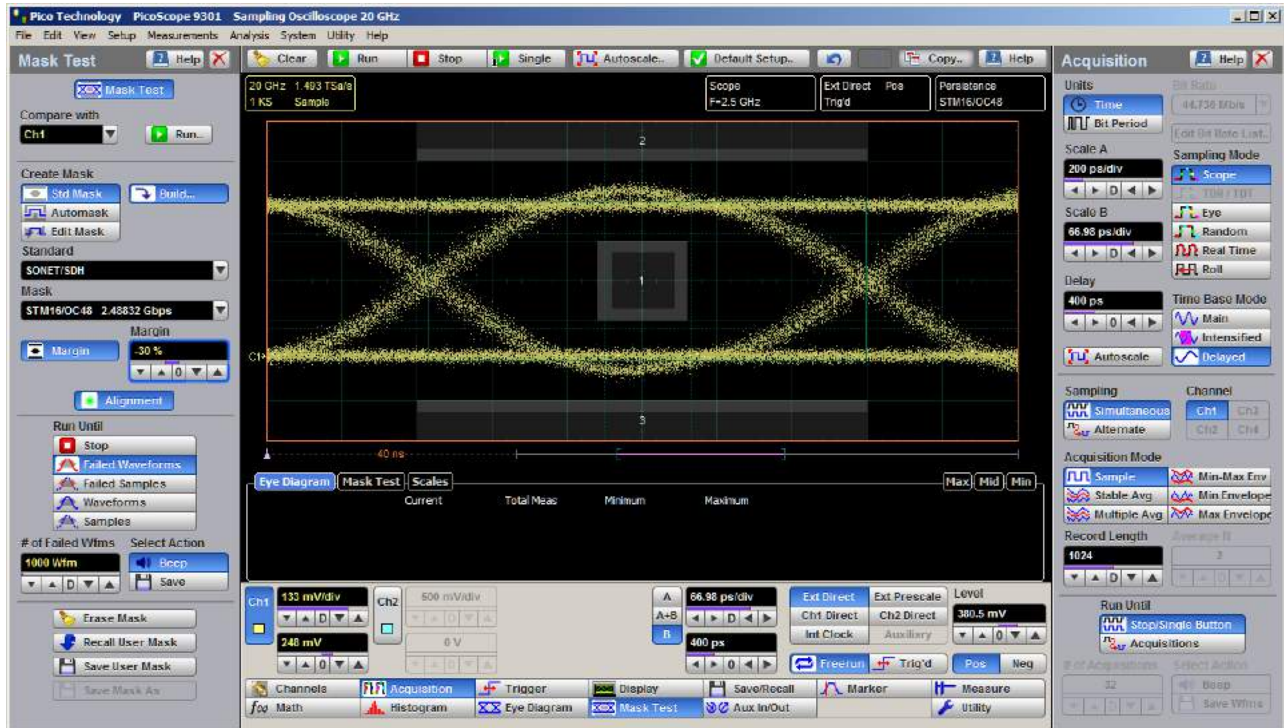 Pico Technology PicoScope 9301 Sampling Oscilloscope 20 GHz
File Edit View Setup Measurements Analysis System Utility Help
Mask Test Help
Mask Test
Compare with
Ch1 Run...
Create Mask
Std Mask Build...
Automask
Edit Mask
Standard
SONET/SDH
Mask
STM16/OC48 2.48832 Gbps
Margin
Margin -30 %
0
Alignment
Run Until
Stop
Failed Waveforms
Failed Samples
Waveforms
Samples
# of Failed Wfms Select Action
1000 Wfm Beep
D Save
Erase Mask
Recall User Mask
Save User Mask
Save Mask As
Clear Run Stop Single Autoscale.. Default Setup.. Copy.. Help
20 GHz 1.493 TSa/s
1 KS Sample
Scope
F=2.5 GHz
Ext Direct Pos
Trig'd
Persistence
STM16/OC48
2
1
C1
3
40 ns
Eye Diagram Mask Test Scales Max Mid Min
Current Total Meas Minimum Maximum
Ch1 133 mV/div Ch2 500 mV/div
D
248 mV 0 V
0
A 66.98 ps/div
A+B D
B 400 ps
0
Ext Direct Ext Prescale Level
Ch1 Direct Ch2 Direct 380.5 mV
Int Clock Auxiliary 0
Freerun Trig'd Pos Neg
Channels Acquisition Trigger Display Save/Recall Marker Measure
fxx Math Histogram Eye Diagram Mask Test Aux In/Out Utility
Acquisition Help
Units Bit Rate
Time 44.736 Mb/s
Bit Period Edit Bit Rate List..
Scale A Sampling Mode
200 ps/div Scope
D TDR / TDT
Scale B Eye
66.98 ps/div Random
D Real Time
Roll
Delay
400 ps Time Base Mode
0 Main
Intensified
Autoscale Delayed
Sampling Channel
Simultaneous Ch1 Ch3
Alternate Ch2 Ch4
Acquisition Mode
Sample Min-Max Env
Stable Avg Min Envelope
Multiple Avg Max Envelope
Record Length Average N
1024 2
D
Run Until
Stop/Single Button
Acquisitions
# of Acquisitions Select Action
32 Beep
Save Wfms